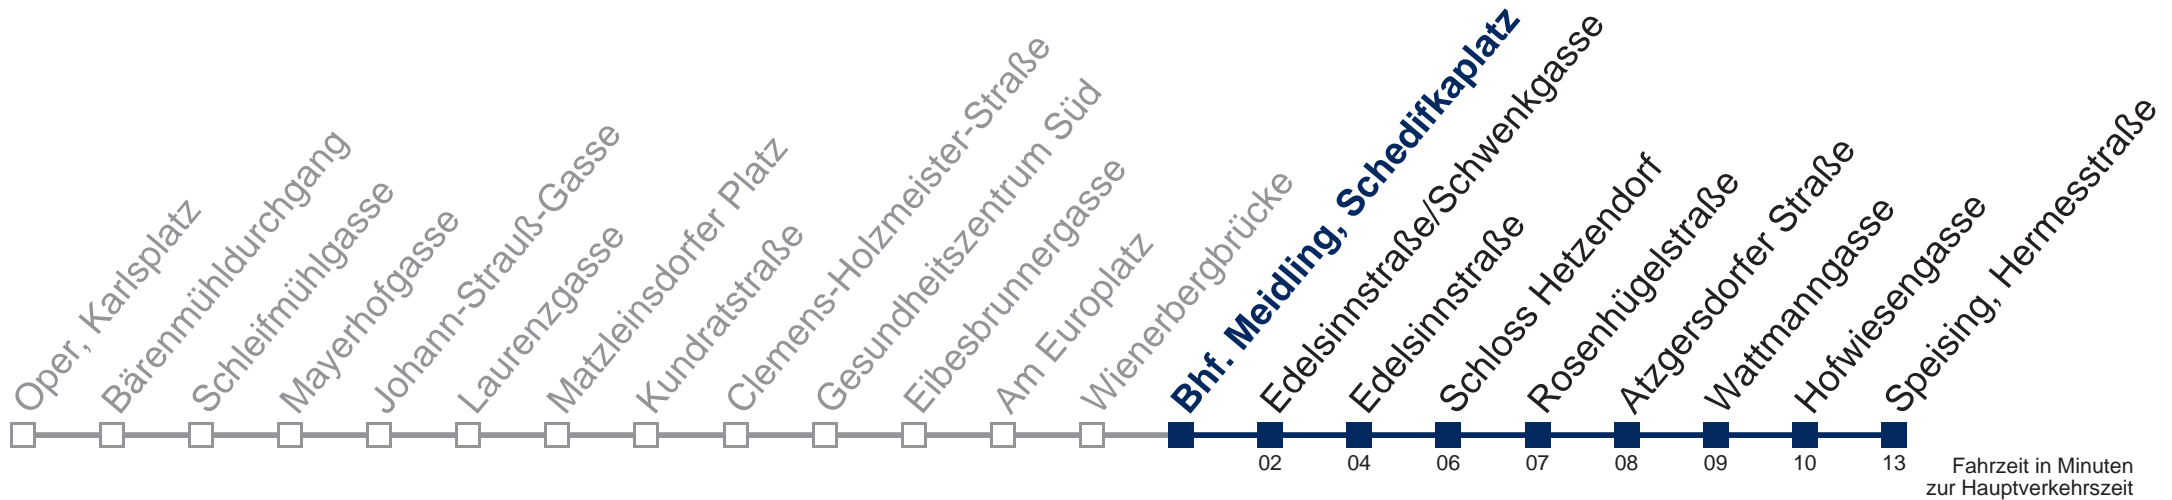 Oper, Karlsplatz
Bärenmühldurchgang
Schleifmühlgasse
Mayerhofgasse
Johann-Strauß-Gasse
Laurenzgasse
Matzleinsdorfer Platz
Kundratstraße
Clemens-Holzmeister-Straße
Gesundheitszentrum Süd
Eibesbrunnergasse
Am Europlatz
Wienerbergbrücke
Bhf. Meidling, Schedifkaplatz
Edelsinnstraße/Schwenkgasse
Edelsinnstraße
Schloss Hetzendorf
Rosenhügelstraße
Atzgersdorfer Straße
Wattmanngasse
Hofwiesengasse
Speising, Hermesstraße
02 04 06 07 08 09 10 13
Fahrzeit in Minuten
zur Hauptverkehrszeit